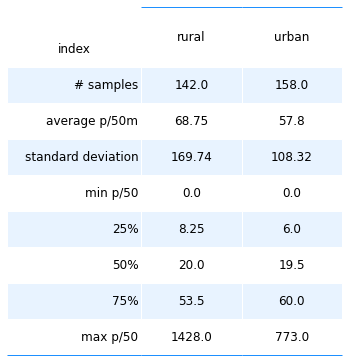 rural urban
index
# samples 142.0 158.0
average p/50m 68.75 57.8
standard deviation 169.74 108.32
min p/50 0.0 0.0
25% 8.25 6.0
50% 20.0 19.5
75% 53.5 60.0
max p/50 1428.0 773.0